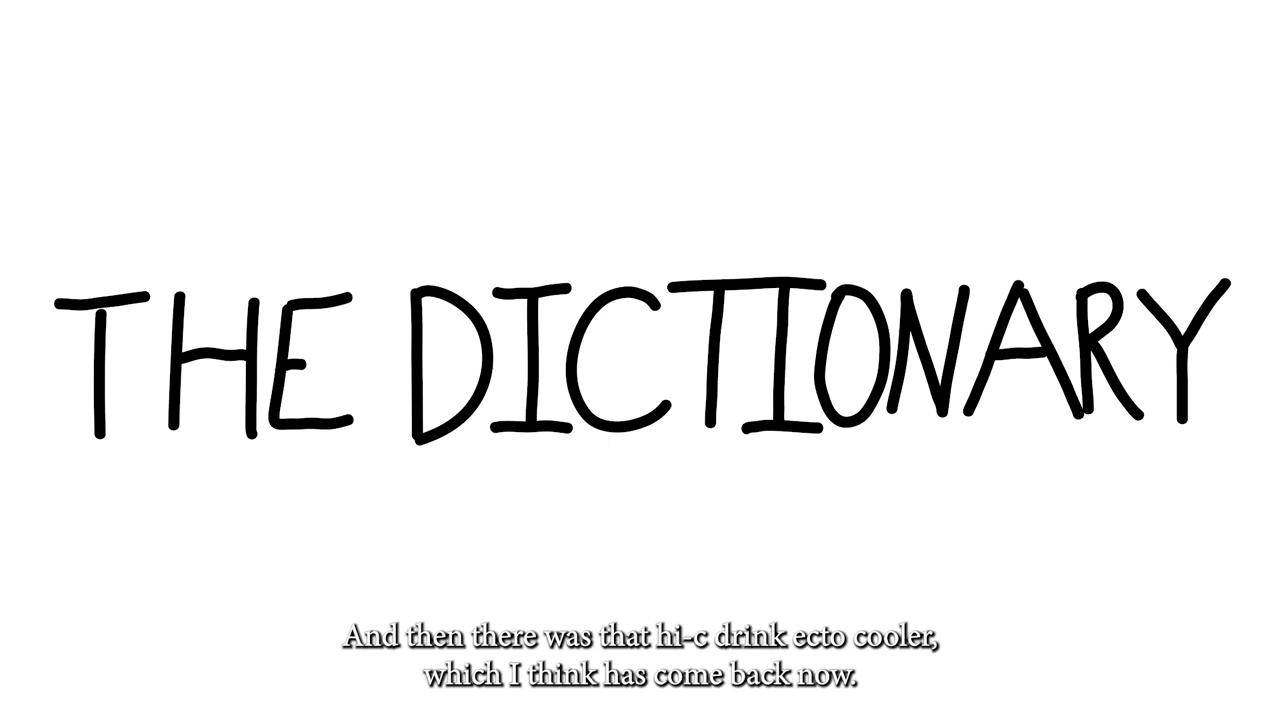 THE DICTIONARY
And then there was that hi-c drink ecto cooler,
which I think has come back now.